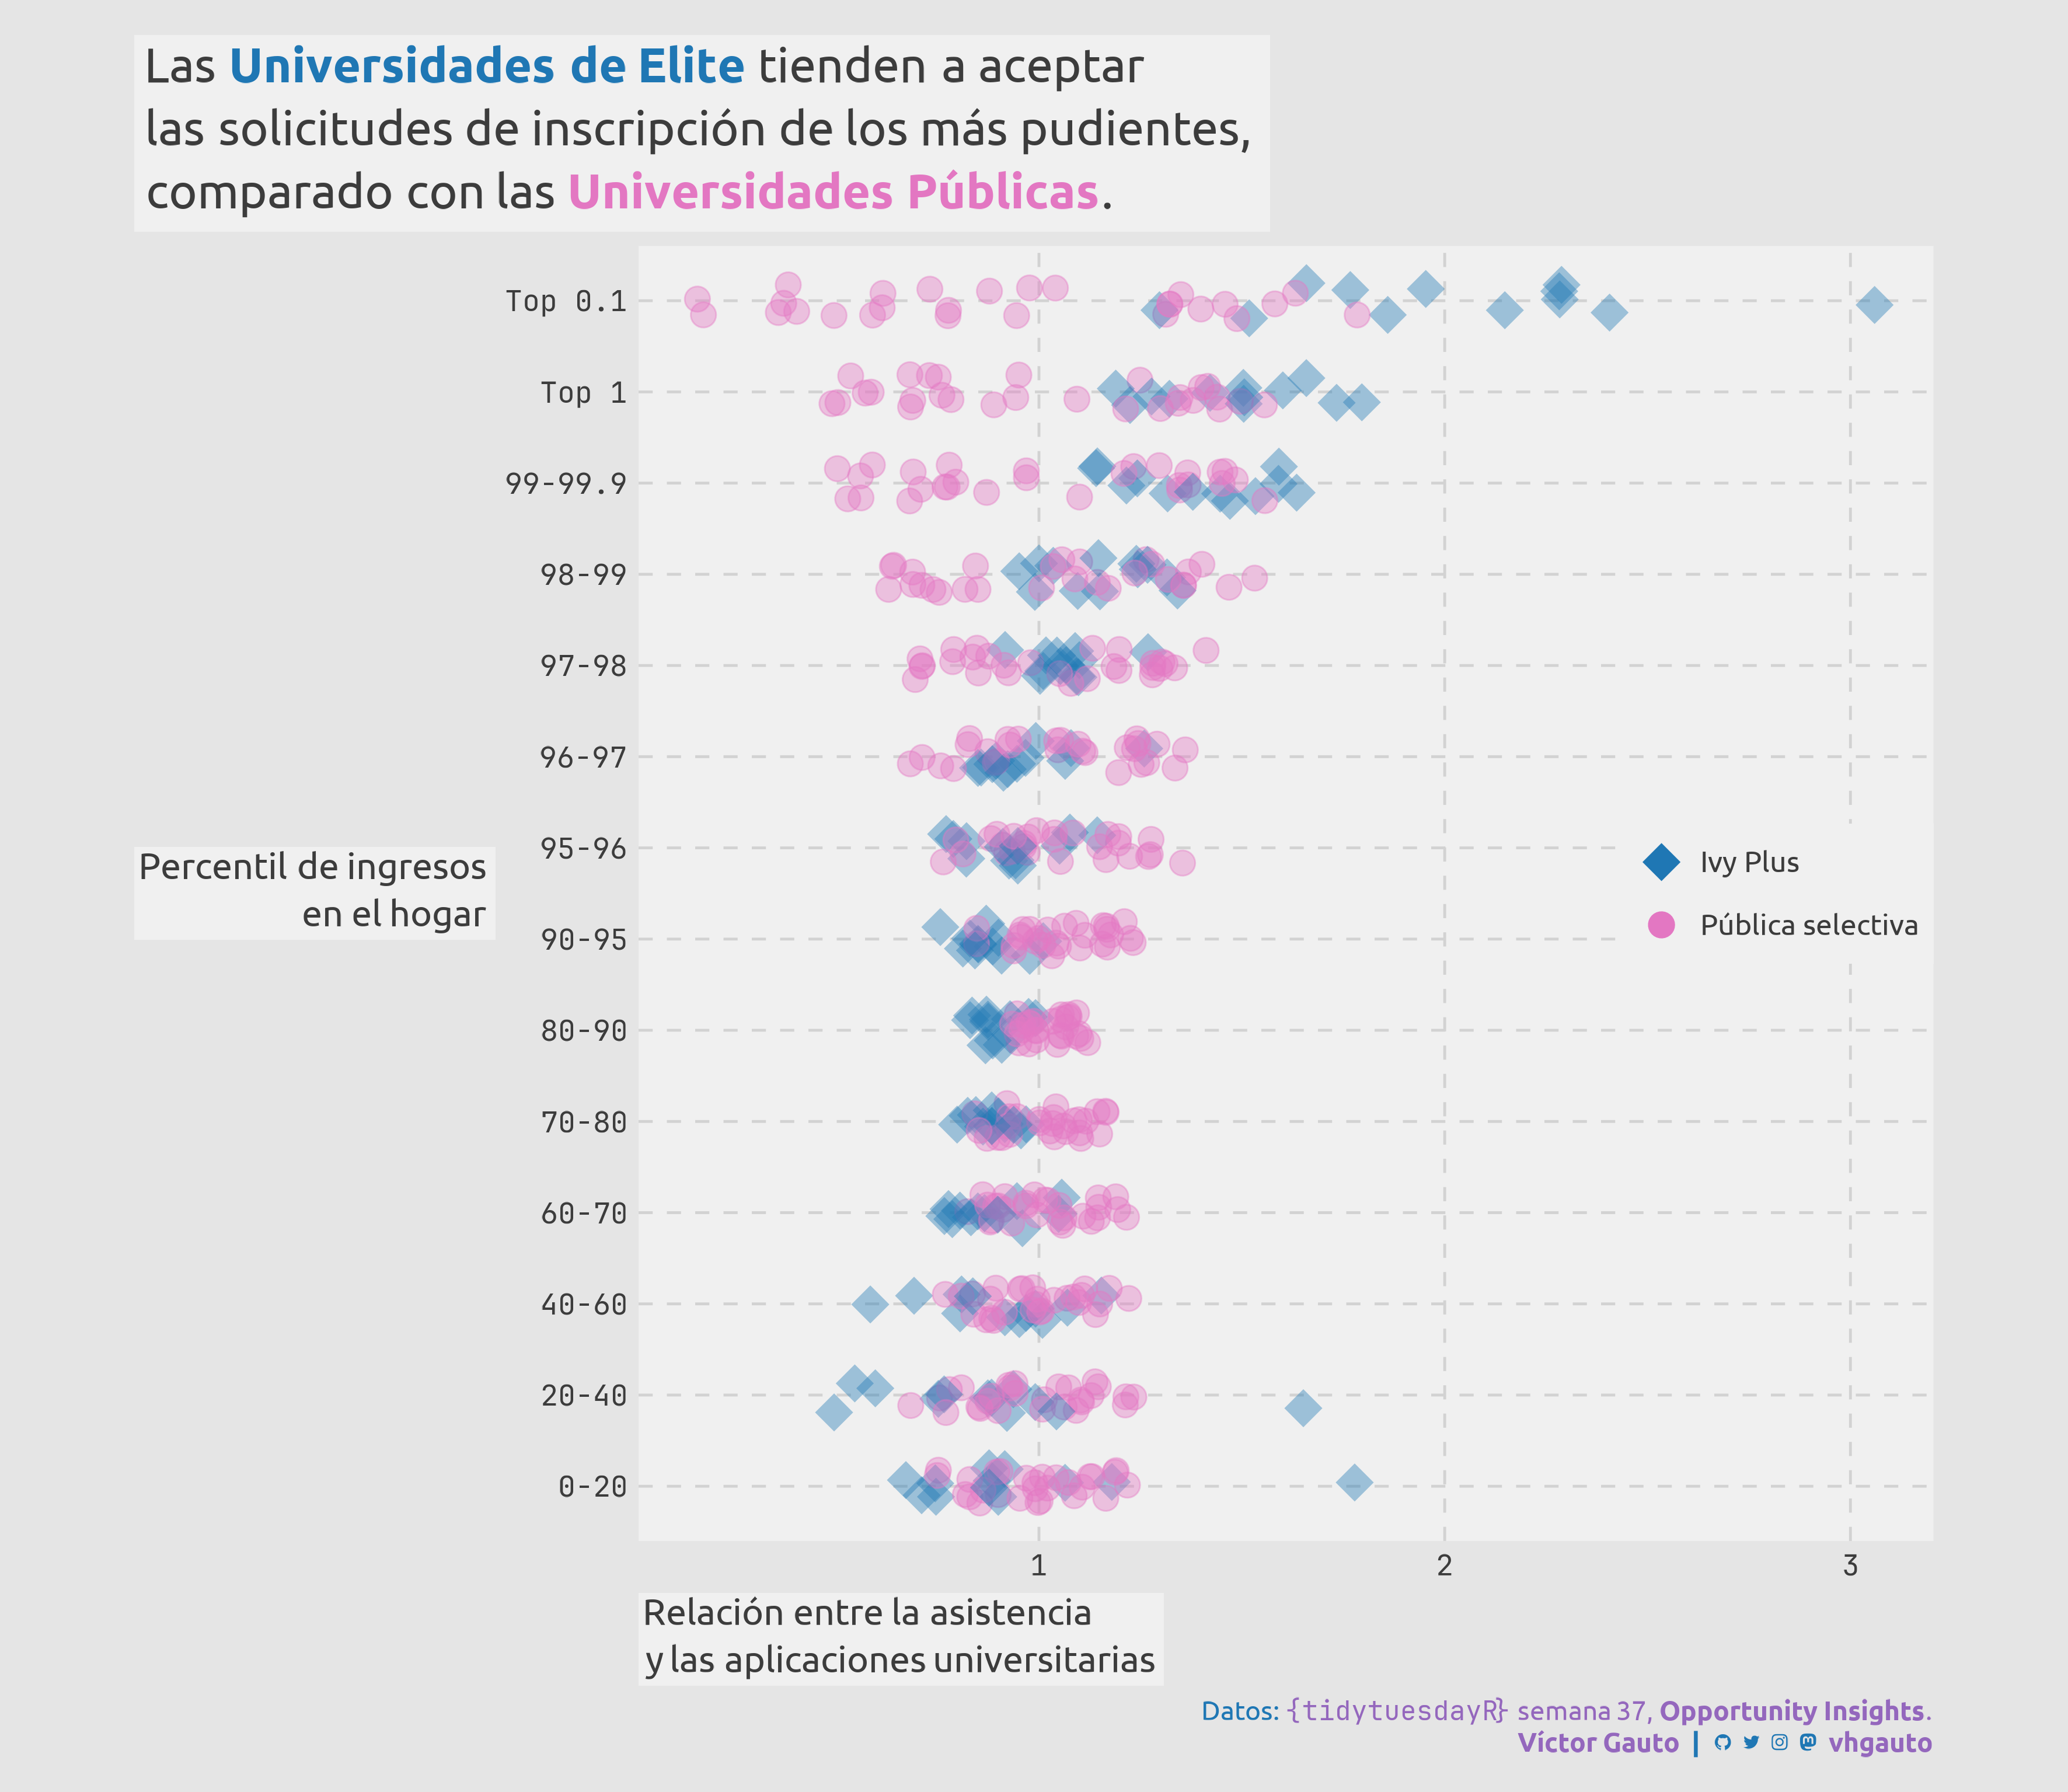 Las Universidades de Elite tienden a aceptar
las solicitudes de inscripción de los más pudientes,
comparado con las Universidades Públicas.
Top 0.1
Top 1
99-99.9
98-99
97-98
96-97
95-96
90-95
80-90
70-80
60-70
40-60
20-40
0-20
Percentil de ingresos
en el hogar
Ivy Plus
Pública selectiva
1 2 3
Relación entre la asistencia
y las aplicaciones universitarias
Datos: {tidytuesdayR} semana 37, Opportunity Insights.
Víctor Gauto | vhgauto